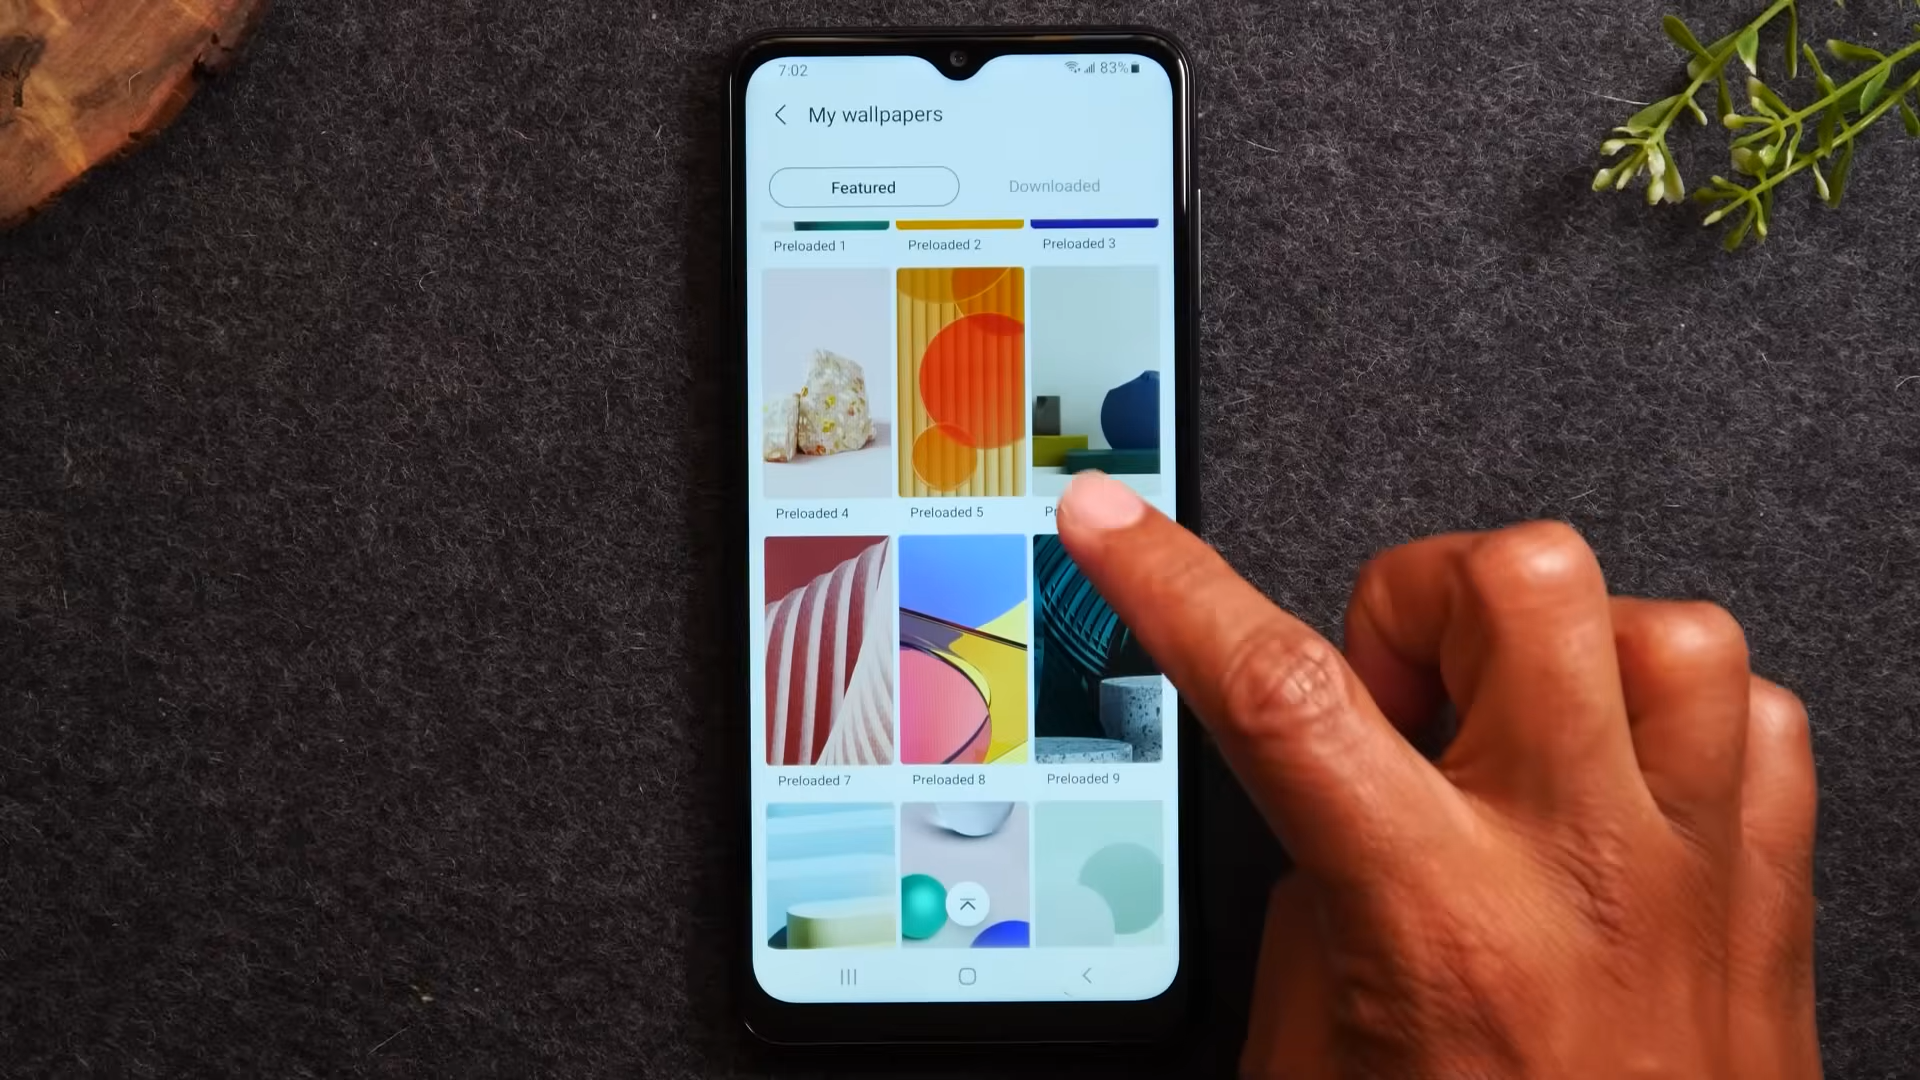 7:02 83%
My wallpapers
Featured Downloaded
Preloaded 1 Preloaded 2 Preloaded 3
Preloaded 4 Preloaded 5
Preloaded 7 Preloaded 8 Preloaded 9